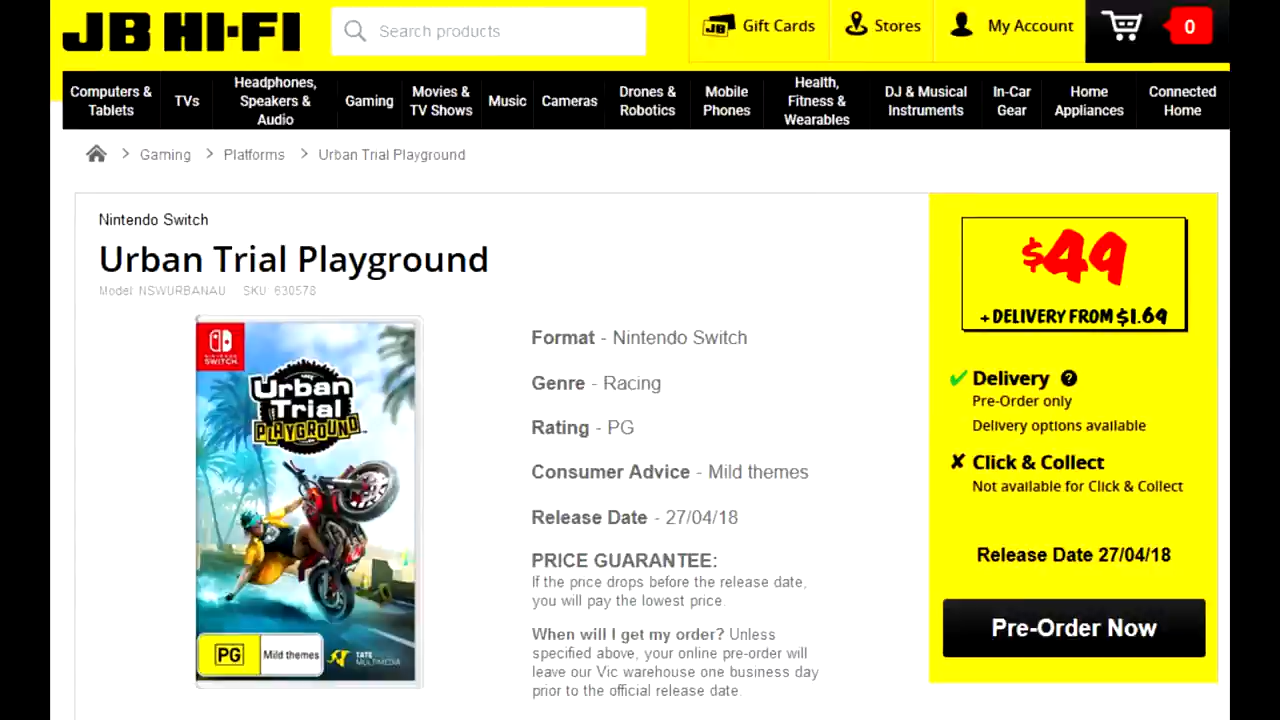 JB HI-FI
Search products
JB
Gift Cards
Stores
My Account
0
Computers & Tablets
TVs
Headphones, Speakers & Audio
Gaming
Movies & TV Shows
Music
Cameras
Drones & Robotics
Mobile Phones
Health, Fitness & Wearables
DJ & Musical Instruments
In-Car Gear
Home Appliances
Connected Home
Gaming > Platforms > Urban Trial Playground
Nintendo Switch
Urban Trial Playground
Model: NSWURBANAU SKU: 630578
NINTENDO
SWITCH
Urban
Trial
PLAYGROUND
PG
Mild themes
TATE
MULTIMEDIA
Format - Nintendo Switch
Genre - Racing
Rating - PG
Consumer Advice - Mild themes
Release Date - 27/04/18
PRICE GUARANTEE:
If the price drops before the release date,
you will pay the lowest price.
When will I get my order? Unless
specified above, your online pre-order will
leave our Vic warehouse one business day
prior to the official release date.
$49
+ DELIVERY FROM $1.69
✔ Delivery ?
Pre-Order only
Delivery options available
✘ Click & Collect
Not available for Click & Collect
Release Date 27/04/18
Pre-Order Now